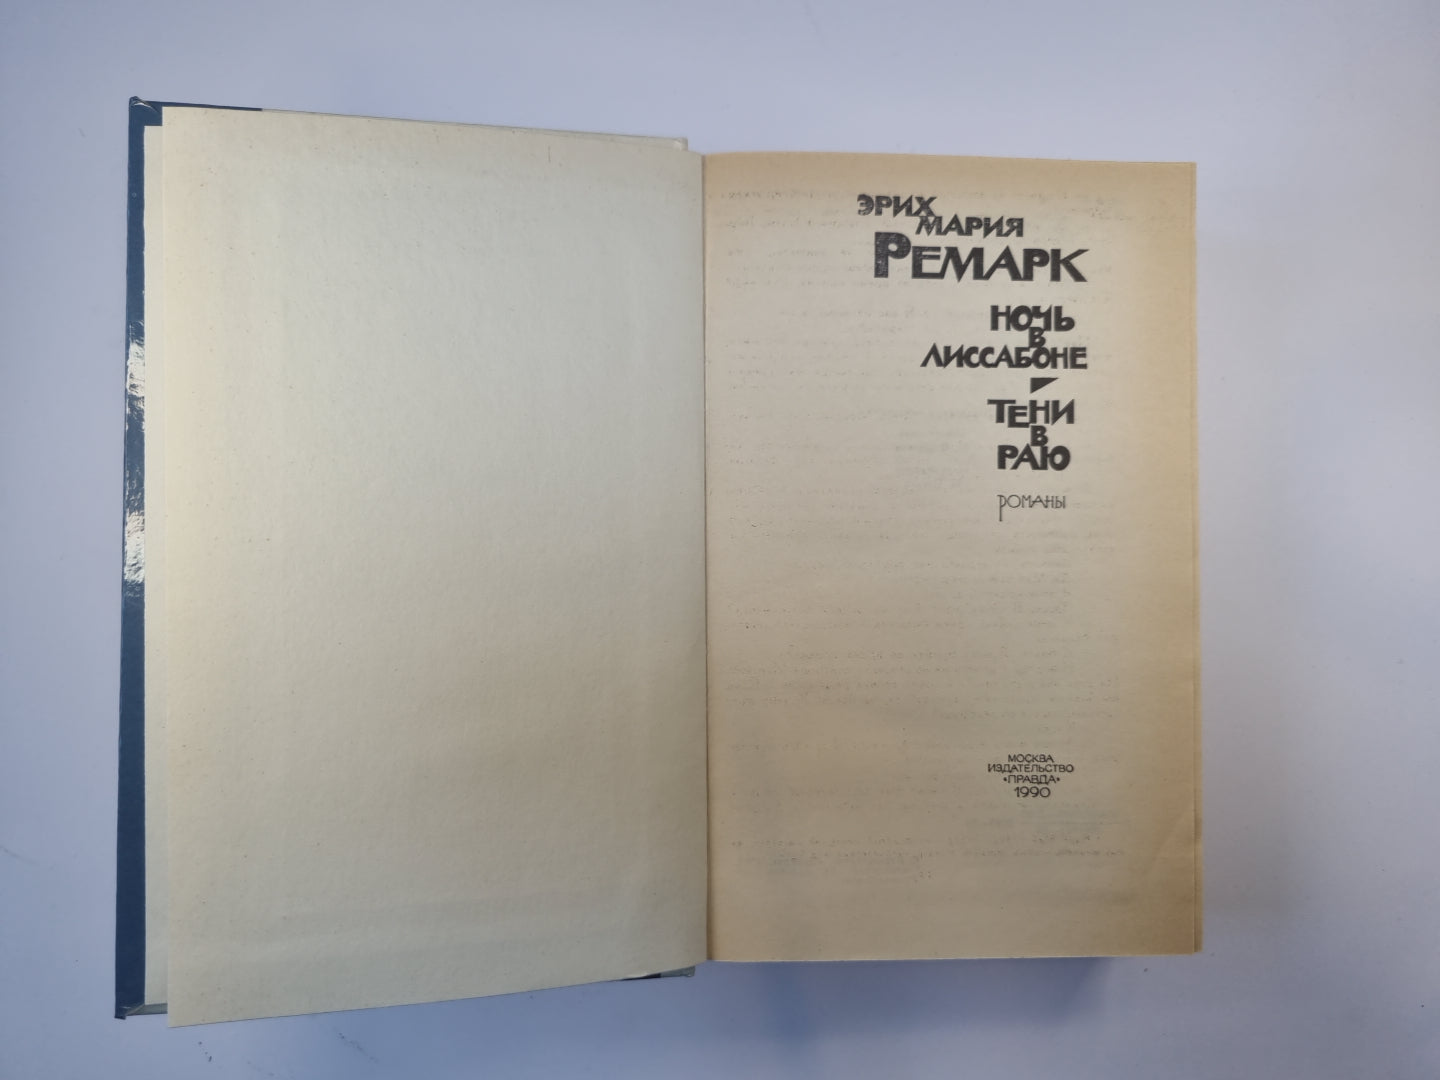 ЭРИХ
МАРИЯ
РЕМАРК
НОЧЬ
В
ЛИССАБОНЕ
ТЕНИ
В
РАЮ
РОМАНЫ
МОСКВА
ИЗДАТЕЛЬСТВО
«ПРАВДА»
1990